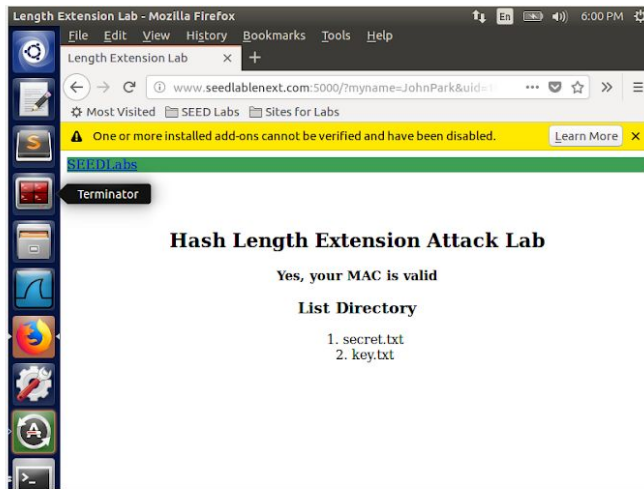 Length Extension Lab - Mozilla Firefox
En
6:00 PM
File Edit View History Bookmarks Tools Help
Length Extension Lab
www.seedlablenext.com:5000/?myname=JohnPark&uid=
Most Visited SEED Labs Sites for Labs
One or more installed add-ons cannot be verified and have been disabled.
Learn More
SEEDLabs
Terminator
Hash Length Extension Attack Lab
Yes, your MAC is valid
List Directory
1. secret.txt
2. key.txt